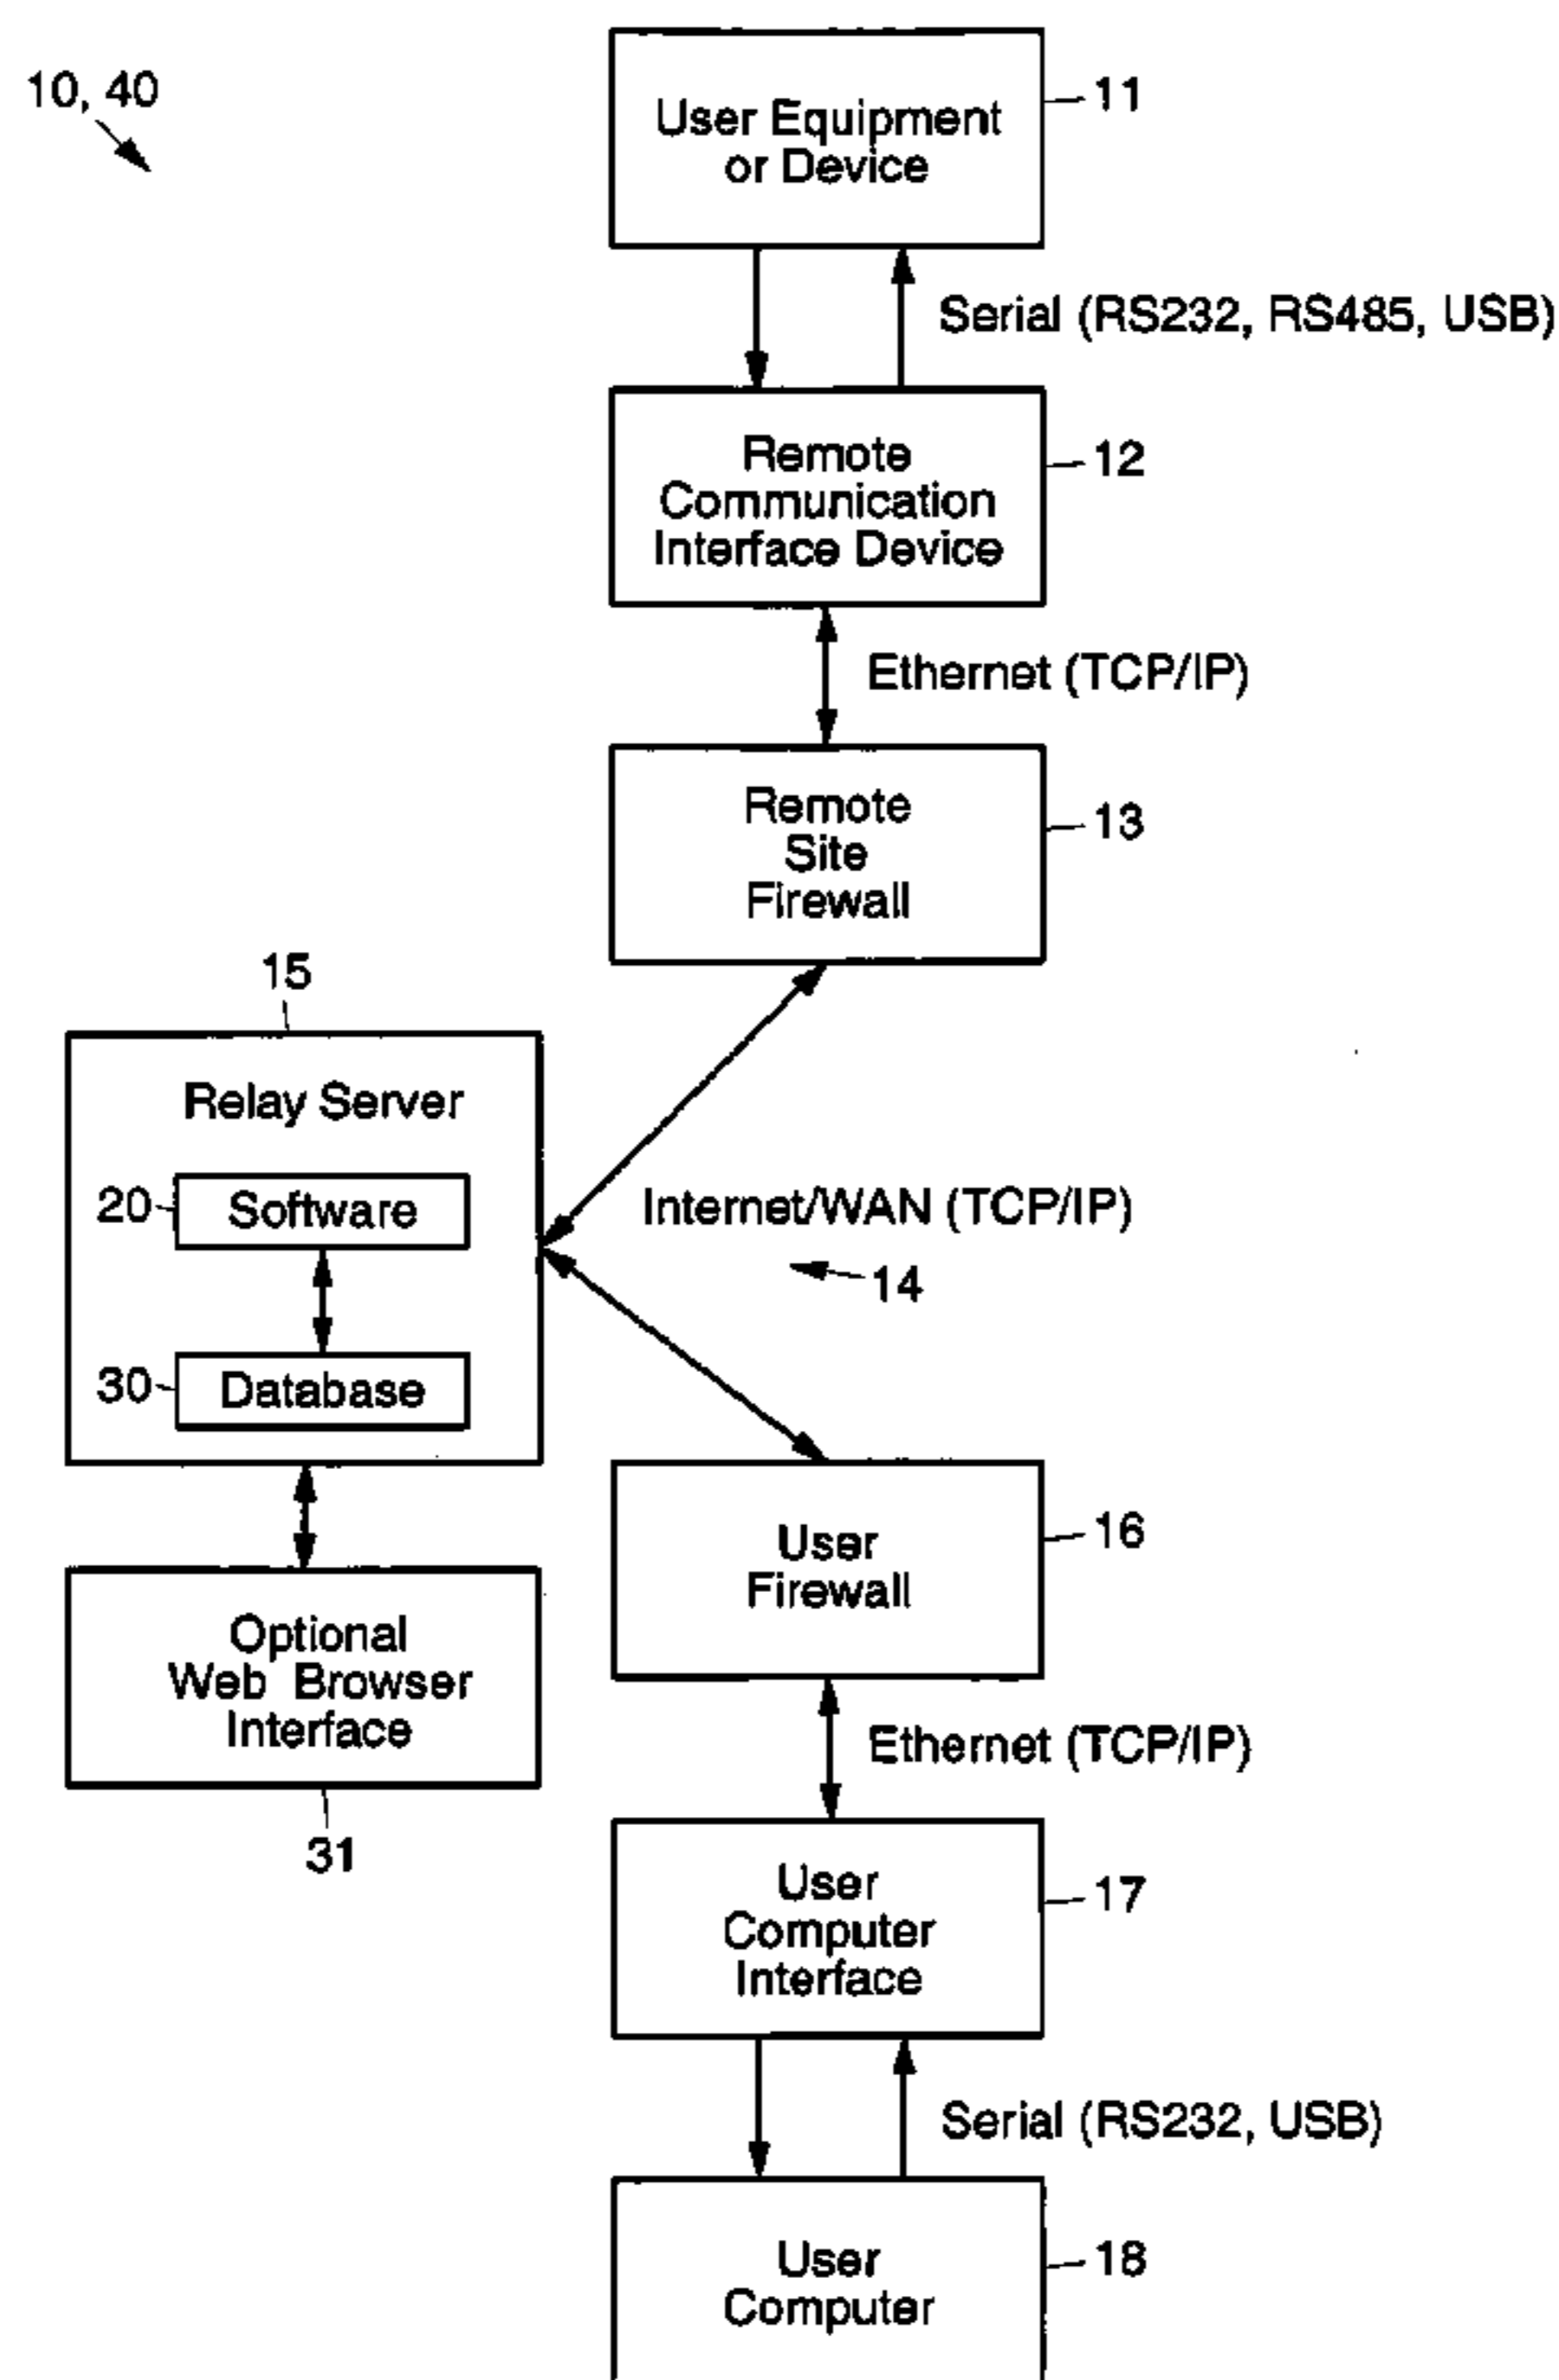 10, 40
User Equipment
or Device
11
Serial (RS232, RS485, USB)
Remote
Communication
Interface Device
12
Ethernet (TCP/IP)
Remote
Site
Firewall
13
15
Relay Server
20
Software
Internet/WAN (TCP/IP)
14
30
Database
User
Firewall
16
Optional
Web Browser
Interface
31
Ethernet (TCP/IP)
User
Computer
Interface
17
Serial (RS232, USB)
User
Computer
18